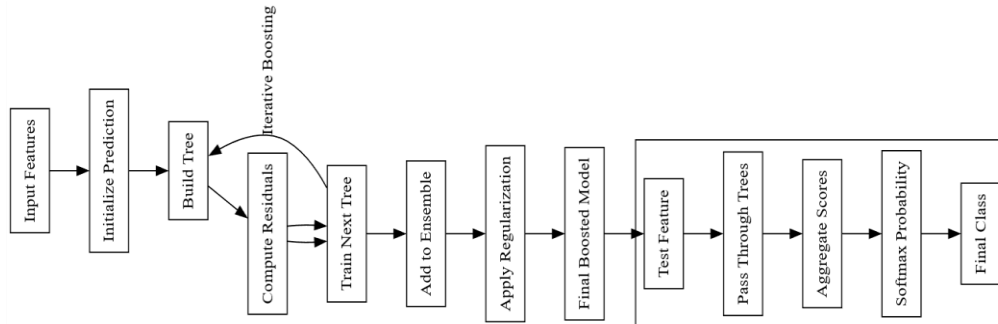 Input Features
Initialize Prediction
Build Tree
Iterative Boosting
Compute Residuals
Train Next Tree
Add to Ensemble
Apply Regularization
Final Boosted Model
Test Feature
Pass Through Trees
Aggregate Scores
Softmax Probability
Final Class